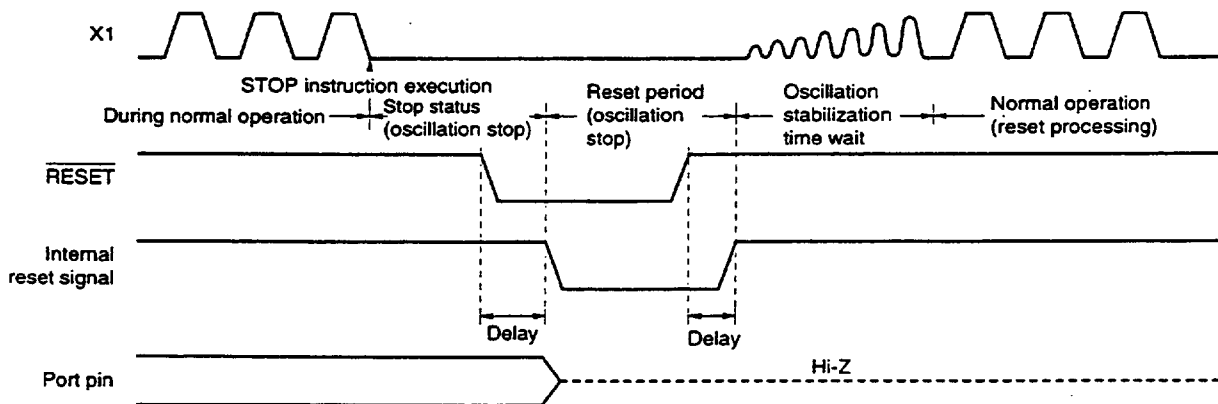 X1
STOP instruction execution
During normal operation
Stop status
(oscillation stop)
Reset period
(oscillation
stop)
Oscillation
stabilization
time wait
Normal operation
(reset processing)
RESET
Internal
reset signal
Delay
Delay
Port pin
Hi-Z